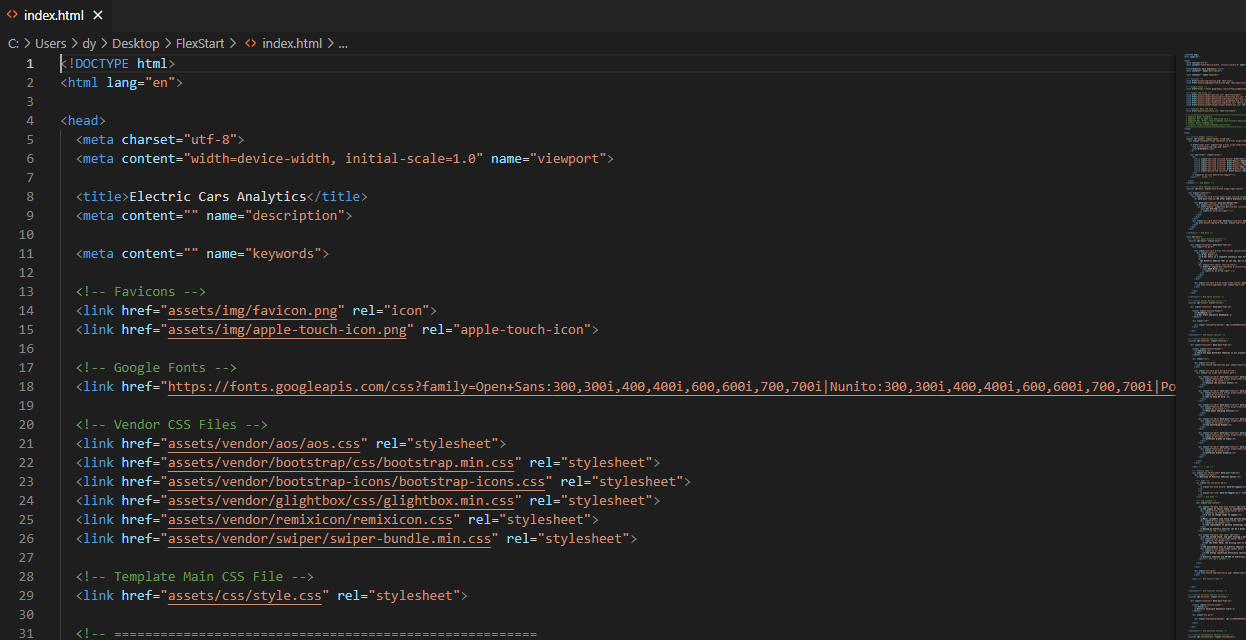 index.html
C: > Users > dy > Desktop > FlexStart > index.html > ...
1 <!DOCTYPE html>
2 <html lang="en">
3
4 <head>
5 <meta charset="utf-8">
6 <meta content="width=device-width, initial-scale=1.0" name="viewport">
7
8 <title>Electric Cars Analytics</title>
9 <meta content="" name="description">
10
11 <meta content="" name="keywords">
12
13 <!-- Favicons -->
14 <link href="assets/img/favicon.png" rel="icon">
15 <link href="assets/img/apple-touch-icon.png" rel="apple-touch-icon">
16
17 <!-- Google Fonts -->
18 <link href="https://fonts.googleapis.com/css?family=Open+Sans:300,300i,400,400i,600,600i,700,700i|Nunito:300,300i,400,400i,600,600i,700,700i|Po
19
20 <!-- Vendor CSS Files -->
21 <link href="assets/vendor/aos/aos.css" rel="stylesheet">
22 <link href="assets/vendor/bootstrap/css/bootstrap.min.css" rel="stylesheet">
23 <link href="assets/vendor/bootstrap-icons/bootstrap-icons.css" rel="stylesheet">
24 <link href="assets/vendor/glightbox/css/glightbox.min.css" rel="stylesheet">
25 <link href="assets/vendor/remixicon/remixicon.css" rel="stylesheet">
26 <link href="assets/vendor/swiper/swiper-bundle.min.css" rel="stylesheet">
27
28 <!-- Template Main CSS File -->
29 <link href="assets/css/style.css" rel="stylesheet">
30
31 <!-- =======================================================